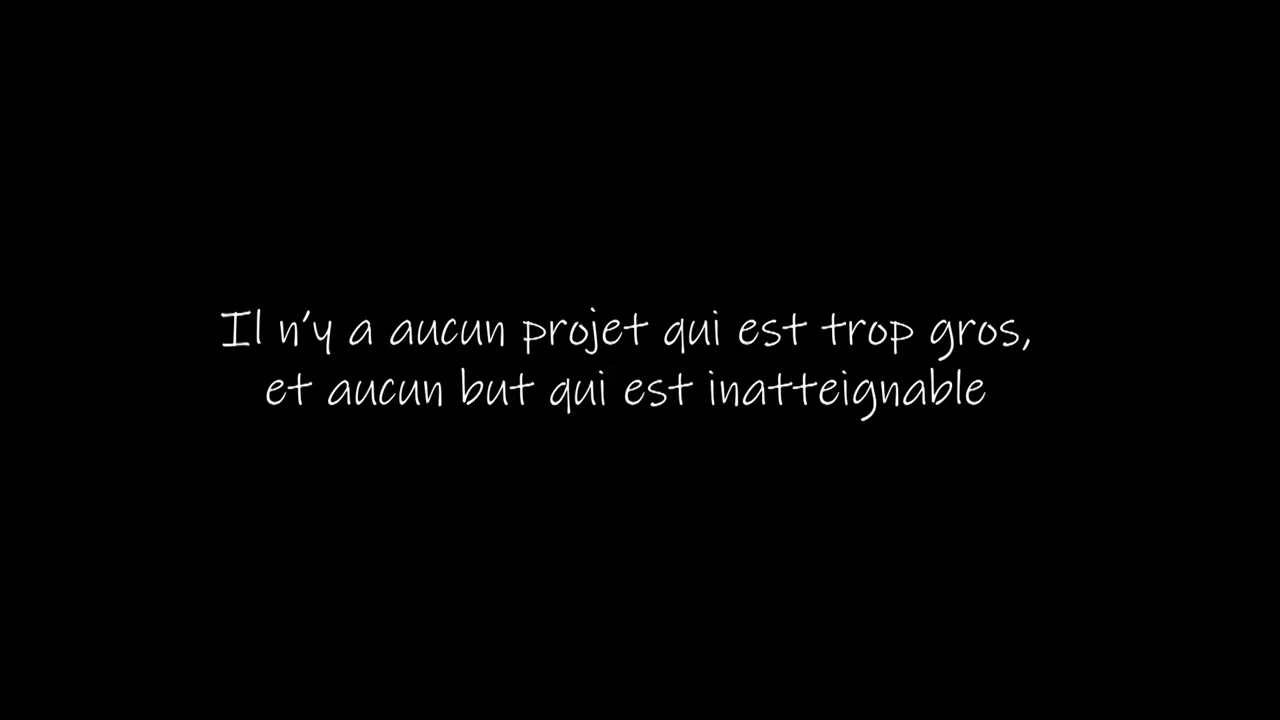 Il n'y a aucun projet qui est trop gros,
et aucun but qui est inatteignable